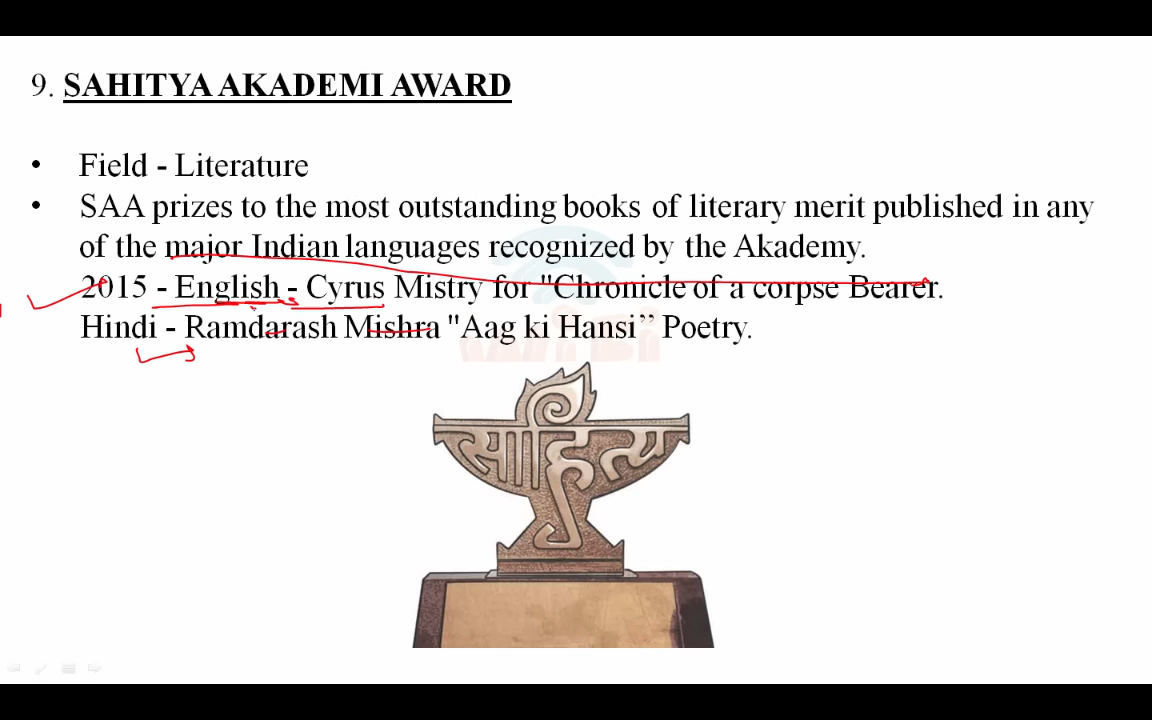 9. SAHITYA AKADEMI AWARD
• Field - Literature
• SAA prizes to the most outstanding books of literary merit published in any
of the major Indian languages recognized by the Akademy.
2015 - English - Cyrus Mistry for "Chronicle of a corpse Bearer.
Hindi - Ramdarash Mishra "Aag ki Hansi” Poetry.
साहित्य